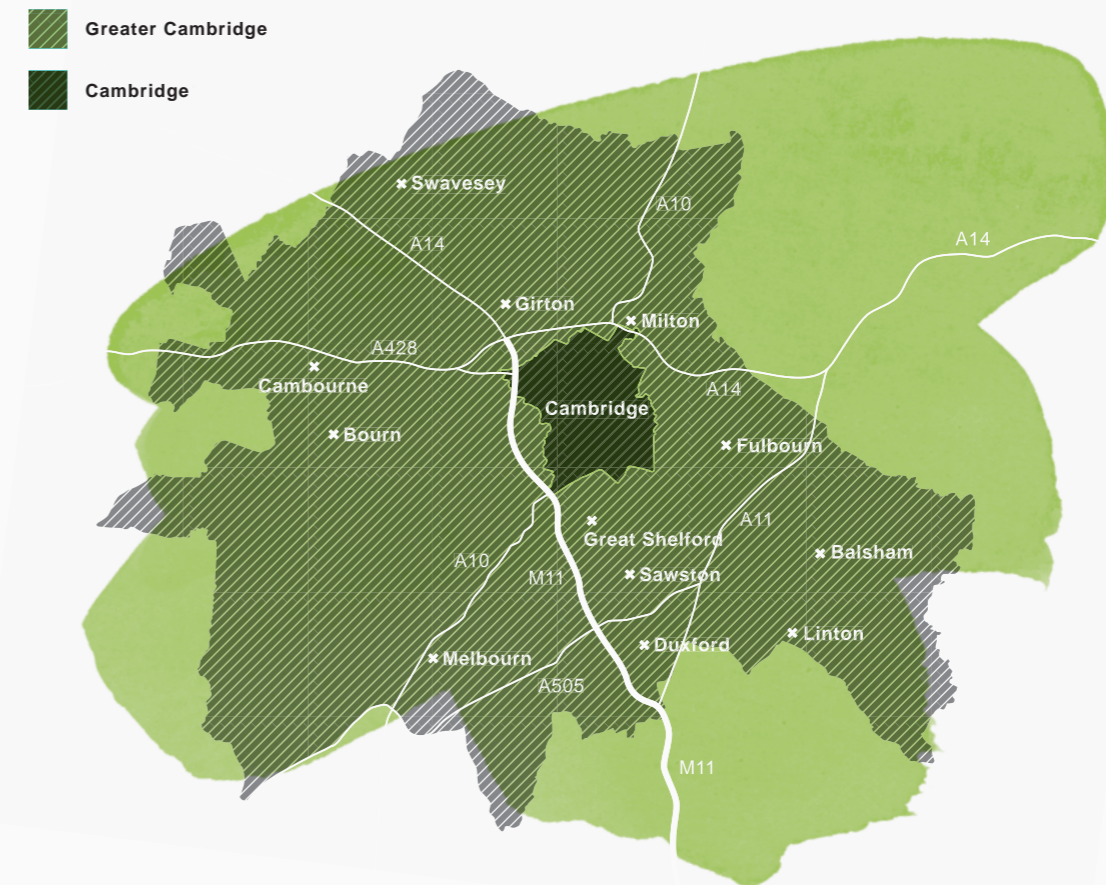 Greater Cambridge
Cambridge
Swavesey
A10
A14
A14
Girton
Milton
A428
Cambourne
A14
Cambridge
Bourn
Fulbourn
A11
Great Shelford
Balsham
A10
M11
Sawston
Linton
Duxford
Melbourn
A505
M11